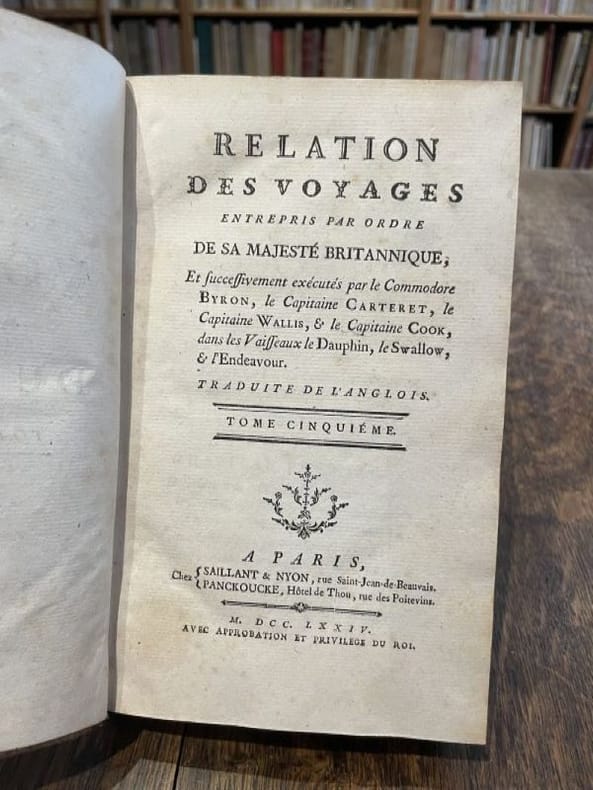 RELATION
DES VOYAGES
ENTREPRIS PAR ORDRE
DE SA MAJESTÉ BRITANNIQUE,
Et ſucceſſivement exécutés par le Commodore
BYRON, le Capitaine CARTERET, le
Capitaine WALLIS, & le Capitaine COOK,
dans les Vaiſſeaux le Dauphin, le Swallow,
& l'Endeavour.
TRADUITE DE L'ANGLOIS.
TOME CINQUIÉME.
A PARIS,
Chez { SAILLANT & NYON, rue Saint-Jean-de-Beauvais.
PANCKOUCKE, Hôtel de Thou, rue des Poitevins.
M. DCC. LXXIV.
AVEC APPROBATION ET PRIVILEGE DU ROI.